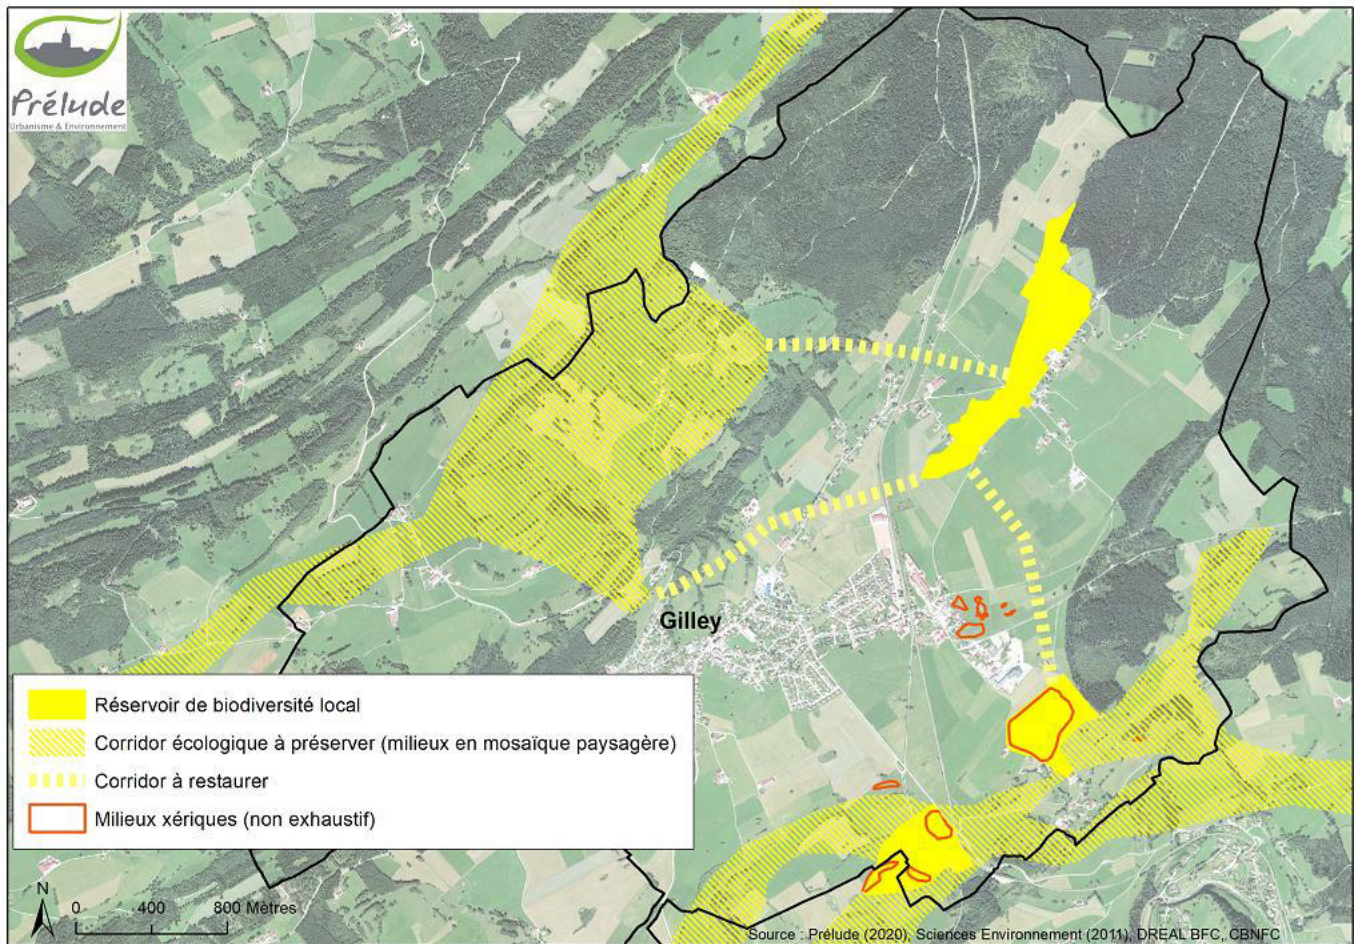 Prélude
Urbanisme & Environnement
Gilley
Réservoir de biodiversité local
Corridor écologique à préserver (milieux en mosaïque paysagère)
Corridor à restaurer
Milieux xériques (non exhaustif)
N
0 400 800 Mètres
Source : Prélude (2020), Sciences Environnement (2011), DREAL BFC, CBNFC